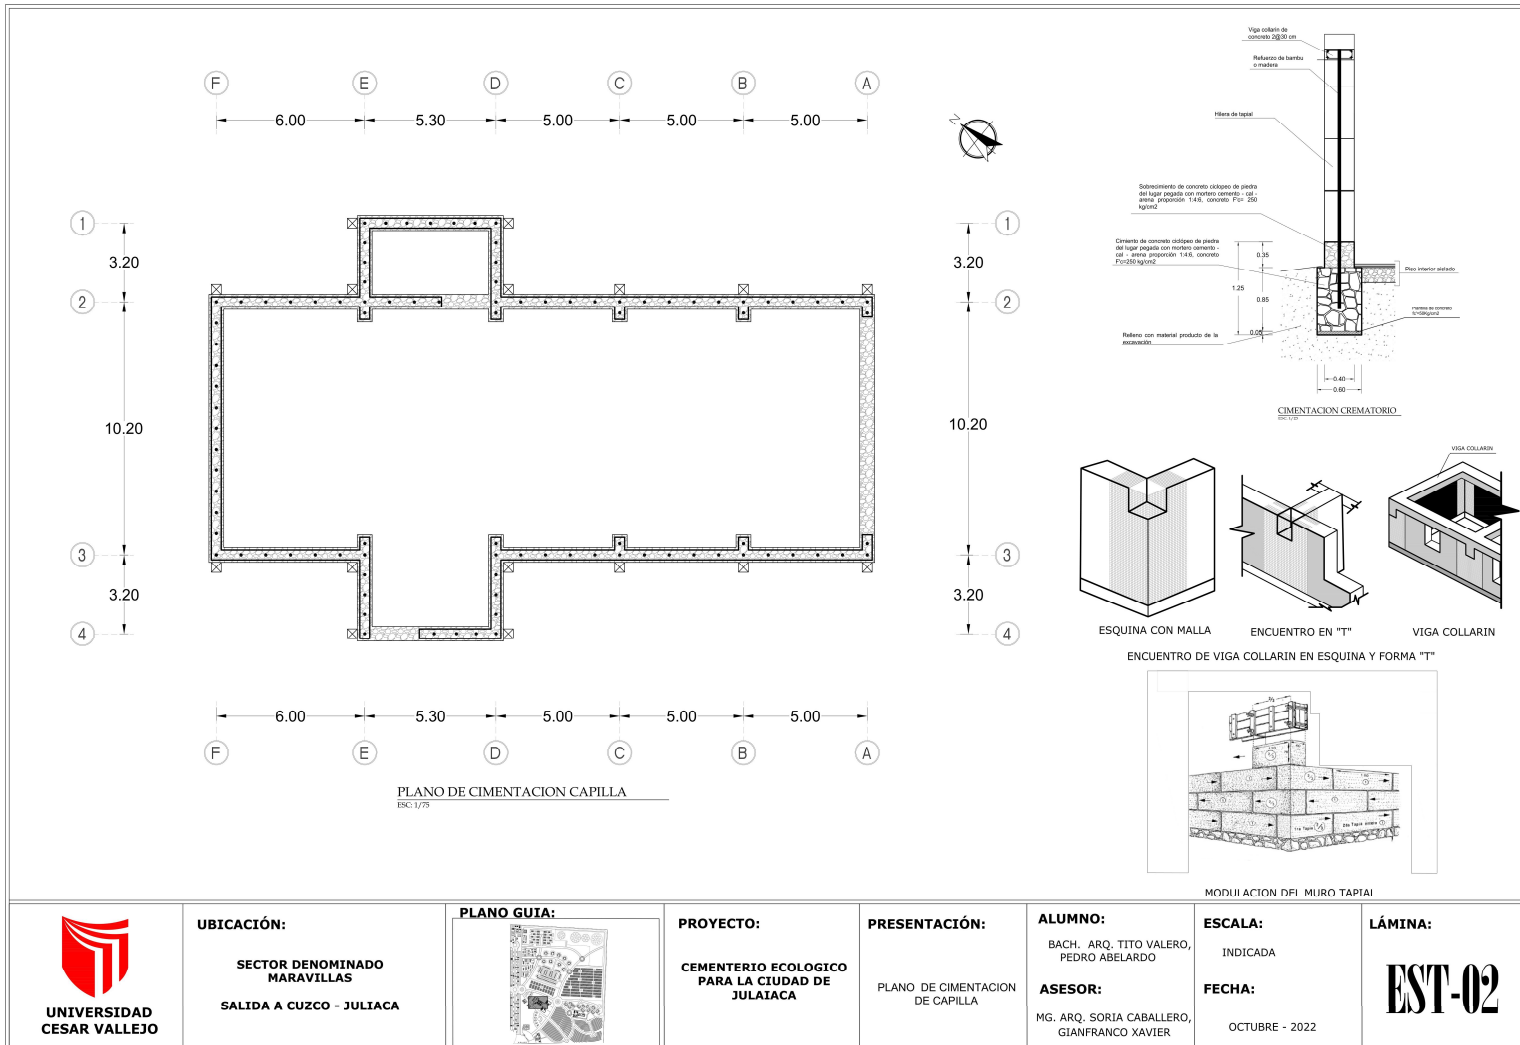 F E D C B A
6.00 5.30 5.00 5.00 5.00
N
1 1
3.20 3.20
2 2
10.20 10.20
3 3
3.20 3.20
4 4
6.00 5.30 5.00 5.00 5.00
F E D C B A
PLANO DE CIMENTACION CAPILLA
ESC: 1/75
Viga collarin de
concreto 2@30 cm
Refuerzo de bambu
o madera
Hilera de tapial
Sobrecimiento de concreto ciclopeo de piedra
del lugar pegada con mortero cemento - cal -
arena proporción 1:4:6, concreto F'c= 250
kg/cm2
Cimiento de concreto ciclópeo de piedra
del lugar pegada con mortero cemento -
cal - arena proporción 1:4:6, concreto
F'c=250 kg/cm2
0.35
1.25
0.85
0.05
Piso interior aislado
Relleno con material producto de la
excavación
0.40
0.60
CIMENTACION CREMATORIO
VIGA COLLARIN
ESQUINA CON MALLA
ENCUENTRO EN "T"
VIGA COLLARIN
ENCUENTRO DE VIGA COLLARIN EN ESQUINA Y FORMA "T"
MODULACION DEL MURO TAPIAL
UNIVERSIDAD
CESAR VALLEJO
UBICACIÓN:
SECTOR DENOMINADO
MARAVILLAS
SALIDA A CUZCO - JULIACA
PLANO GUIA:
PROYECTO:
CEMENTERIO ECOLOGICO
PARA LA CIUDAD DE
JULAIACA
PRESENTACIÓN:
PLANO DE CIMENTACION
DE CAPILLA
ALUMNO:
BACH. ARQ. TITO VALERO,
PEDRO ABELARDO
ASESOR:
MG. ARQ. SORIA CABALLERO,
GIANFRANCO XAVIER
ESCALA:
INDICADA
FECHA:
OCTUBRE - 2022
LÁMINA:
EST-02